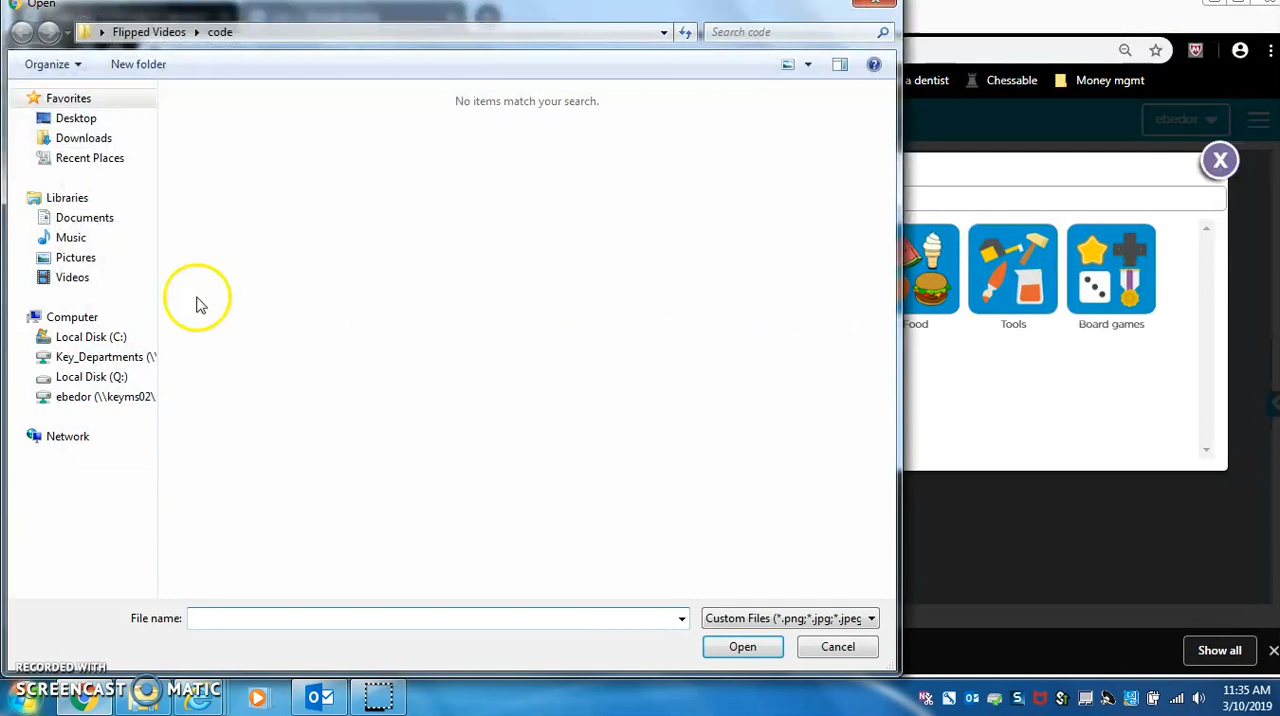 Open
Flipped Videos
code
Search code
a dentist
Chessable
Money mgmt
Organize
New folder
ebedor
X
No items match your search.
Favorites
Desktop
Downloads
Recent Places
Libraries
Documents
Music
Pictures
Videos
Computer
Local Disk (C:)
Key_Departments (\\
Local Disk (Q:)
ebedor (\\keyms02\
Network
Food
Tools
Board games
File name:
Custom Files (*.png;*.jpg;*.jpeg
Open
Cancel
Show all
RECORDED WITH
SCREENCAST MATIC
11:35 AM
3/10/2019